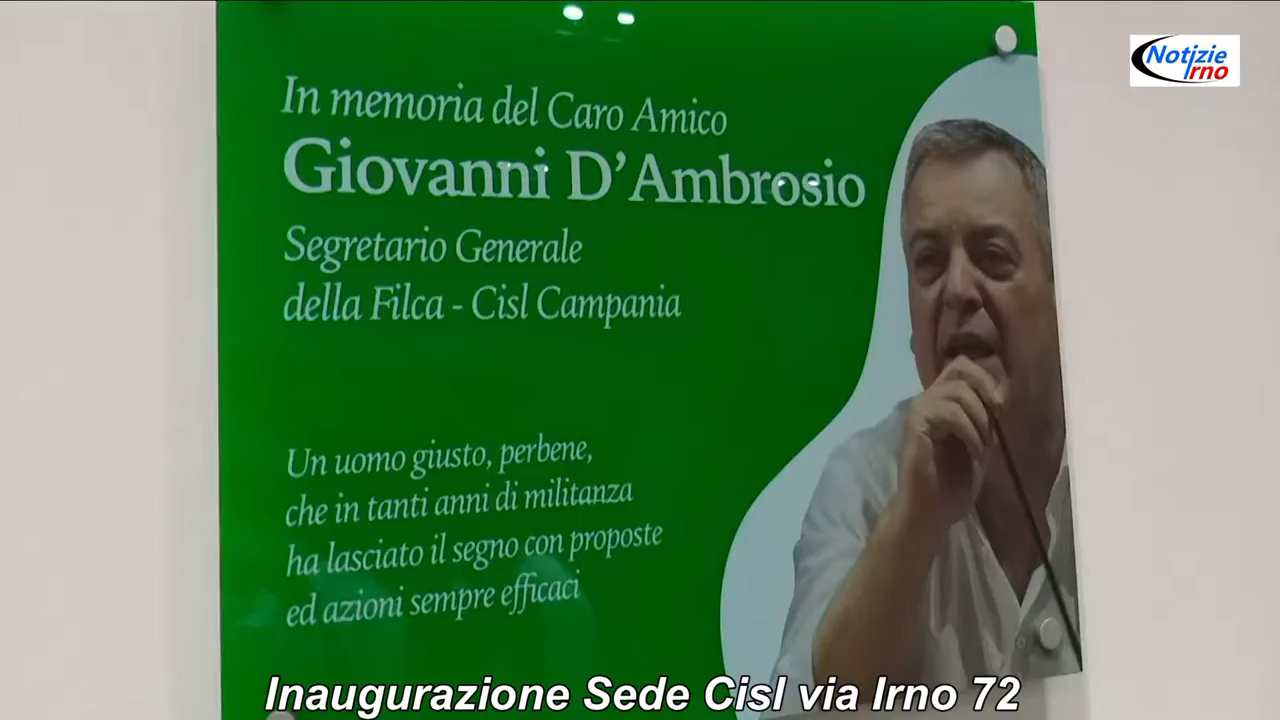 Notizie
Irno
In memoria del Caro Amico
Giovanni D'Ambrosio
Segretario Generale
della Filca - Cisl Campania
Un uomo giusto, perbene,
che in tanti anni di militanza
ha lasciato il segno con proposte
ed azioni sempre efficaci
Inaugurazione Sede Cisl via Irno 72